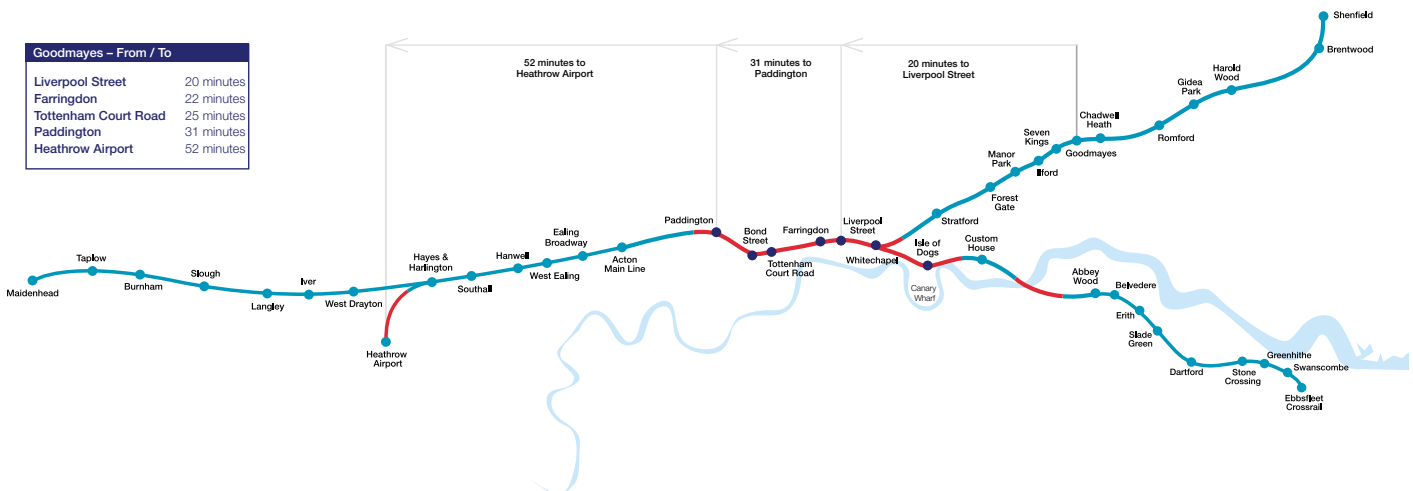 Goodmayes – From / To
Liverpool Street 20 minutes
Farringdon 22 minutes
Tottenham Court Road 25 minutes
Paddington 31 minutes
Heathrow Airport 52 minutes
52 minutes to
Heathrow Airport
31 minutes to
Paddington
20 minutes to
Liverpool Street
Maidenhead
Taplow
Burnham
Slough
Langley
Iver
West Drayton
Heathrow
Airport
Hayes &
Harlington
Southall
Hanwell
West Ealing
Ealing
Broadway
Acton
Main Line
Paddington
Bond
Street
Tottenham
Court Road
Farringdon
Liverpool
Street
Whitechapel
Stratford
Forest
Gate
Manor
Park
Ilford
Seven
Kings
Goodmayes
Chadwell
Heath
Romford
Gidea
Park
Harold
Wood
Brentwood
Shenfield
Isle of
Dogs
Canary
Wharf
Custom
House
Abbey
Wood
Belvedere
Erith
Slade
Green
Dartford
Stone
Crossing
Greenhithe
Swanscombe
Ebbsfleet
Crossrail